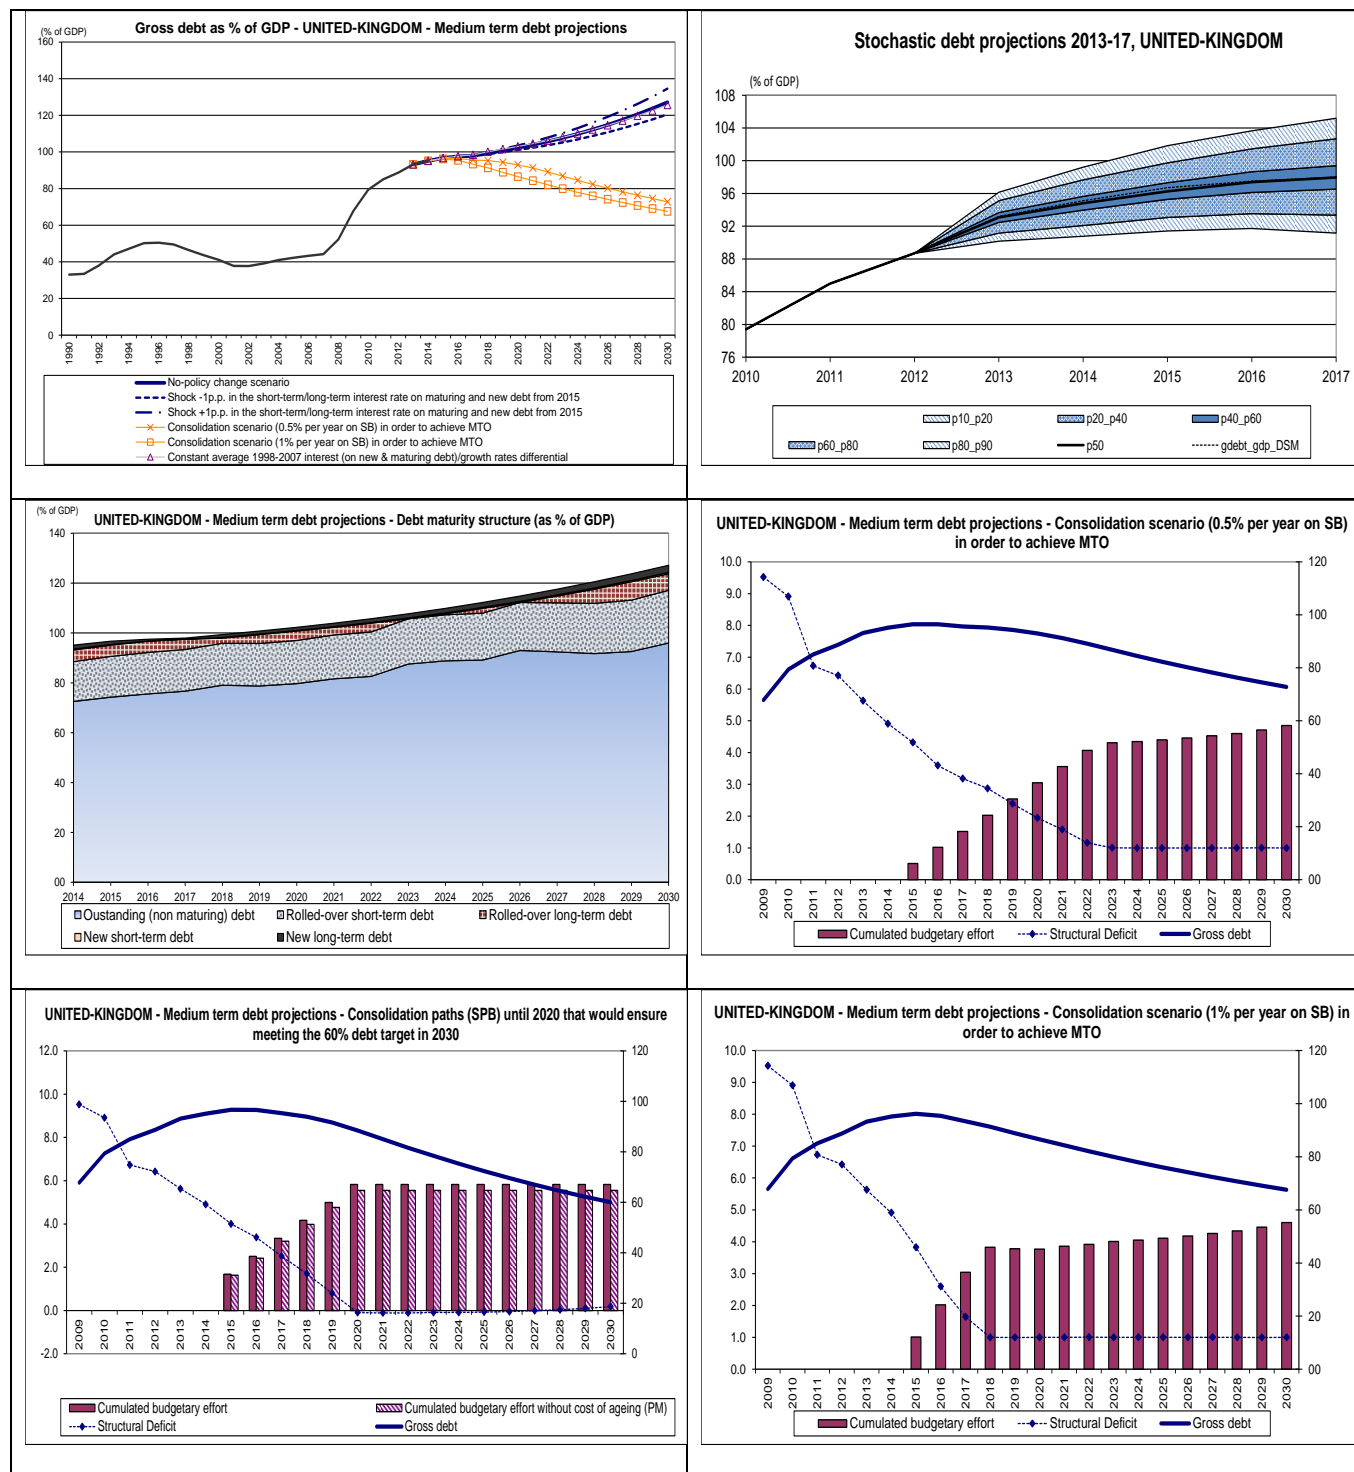 Gross debt as % of GDP - UNITED-KINGDOM - Medium term debt projections
(% of GDP)
160
140
120
100
80
60
40
20
0
1990 1992 1994 1996 1998 2000 2002 2004 2006 2008 2010 2012 2014 2016 2018 2020 2022 2024 2026 2028 2030
No-policy change scenario
Shock -1p.p. in the short-term/long-term interest rate on maturing and new debt from 2015
Shock +1p.p. in the short-term/long-term interest rate on maturing and new debt from 2015
Consolidation scenario (0.5% per year on SB) in order to achieve MTO
Consolidation scenario (1% per year on SB) in order to achieve MTO
Constant average 1998-2007 interest (on new & maturing debt)/growth rates differential
Stochastic debt projections 2013-17, UNITED-KINGDOM
(% of GDP)
108
104
100
96
92
88
84
80
76
2010 2011 2012 2013 2014 2015 2016 2017
p10_p20 p20_p40 p40_p60
p60_p80 p80_p90 p50 gdebt_gdp_DSM
(% of GDP)
UNITED-KINGDOM - Medium term debt projections - Debt maturity structure (as % of GDP)
140
120
100
80
60
40
20
00
2014 2015 2016 2017 2018 2019 2020 2021 2022 2023 2024 2025 2026 2027 2028 2029 2030
Oustanding (non maturing) debt Rolled-over short-term debt Rolled-over long-term debt
New short-term debt New long-term debt
UNITED-KINGDOM - Medium term debt projections - Consolidation scenario (0.5% per year on SB)
in order to achieve MTO
10.0 120
9.0
8.0 100
7.0
6.0 80
5.0 60
4.0
3.0 40
2.0 20
1.0
0.0 00
2009 2010 2011 2012 2013 2014 2015 2016 2017 2018 2019 2020 2021 2022 2023 2024 2025 2026 2027 2028 2029 2030
Cumulated budgetary effort Structural Deficit Gross debt
UNITED-KINGDOM - Medium term debt projections - Consolidation paths (SPB) until 2020 that would ensure
meeting the 60% debt target in 2030
12.0 120
10.0 100
8.0 80
6.0 60
4.0
2.0 40
0.0 20
-2.0 0
2009 2010 2011 2012 2013 2014 2015 2016 2017 2018 2019 2020 2021 2022 2023 2024 2025 2026 2027 2028 2029 2030
Cumulated budgetary effort Cumulated budgetary effort without cost of ageing (PM)
Structural Deficit Gross debt
UNITED-KINGDOM - Medium term debt projections - Consolidation scenario (1% per year on SB) in
order to achieve MTO
10.0 120
9.0
8.0 100
7.0
6.0 80
5.0 60
4.0
3.0 40
2.0 20
1.0
0.0 00
2009 2010 2011 2012 2013 2014 2015 2016 2017 2018 2019 2020 2021 2022 2023 2024 2025 2026 2027 2028 2029 2030
Cumulated budgetary effort Structural Deficit Gross debt